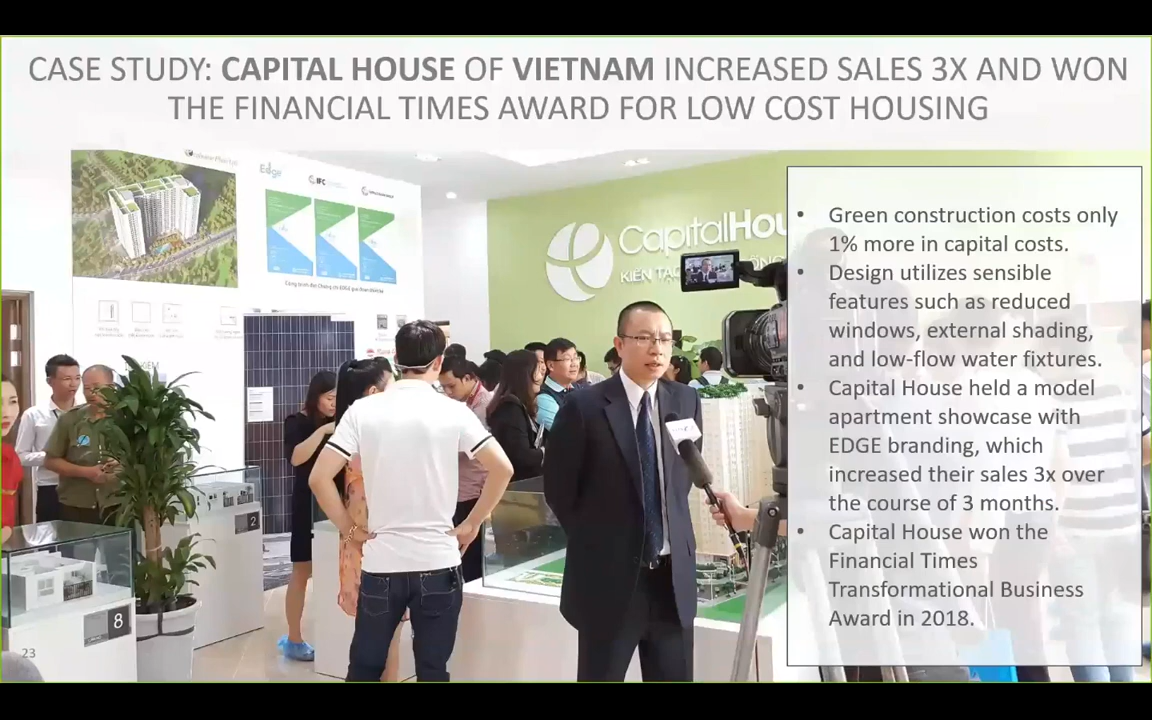 CASE STUDY: CAPITAL HOUSE OF VIETNAM INCREASED SALES 3X AND WON
THE FINANCIAL TIMES AWARD FOR LOW COST HOUSING
Edge
IFC
CapitalHou
KIẾN TẠO
• Green construction costs only
1% more in capital costs.
• Design utilizes sensible
features such as reduced
windows, external shading,
and low-flow water fixtures.
• Capital House held a model
apartment showcase with
EDGE branding, which
increased their sales 3x over
the course of 3 months.
• Capital House won the
Financial Times
Transformational Business
Award in 2018.
2
8
23